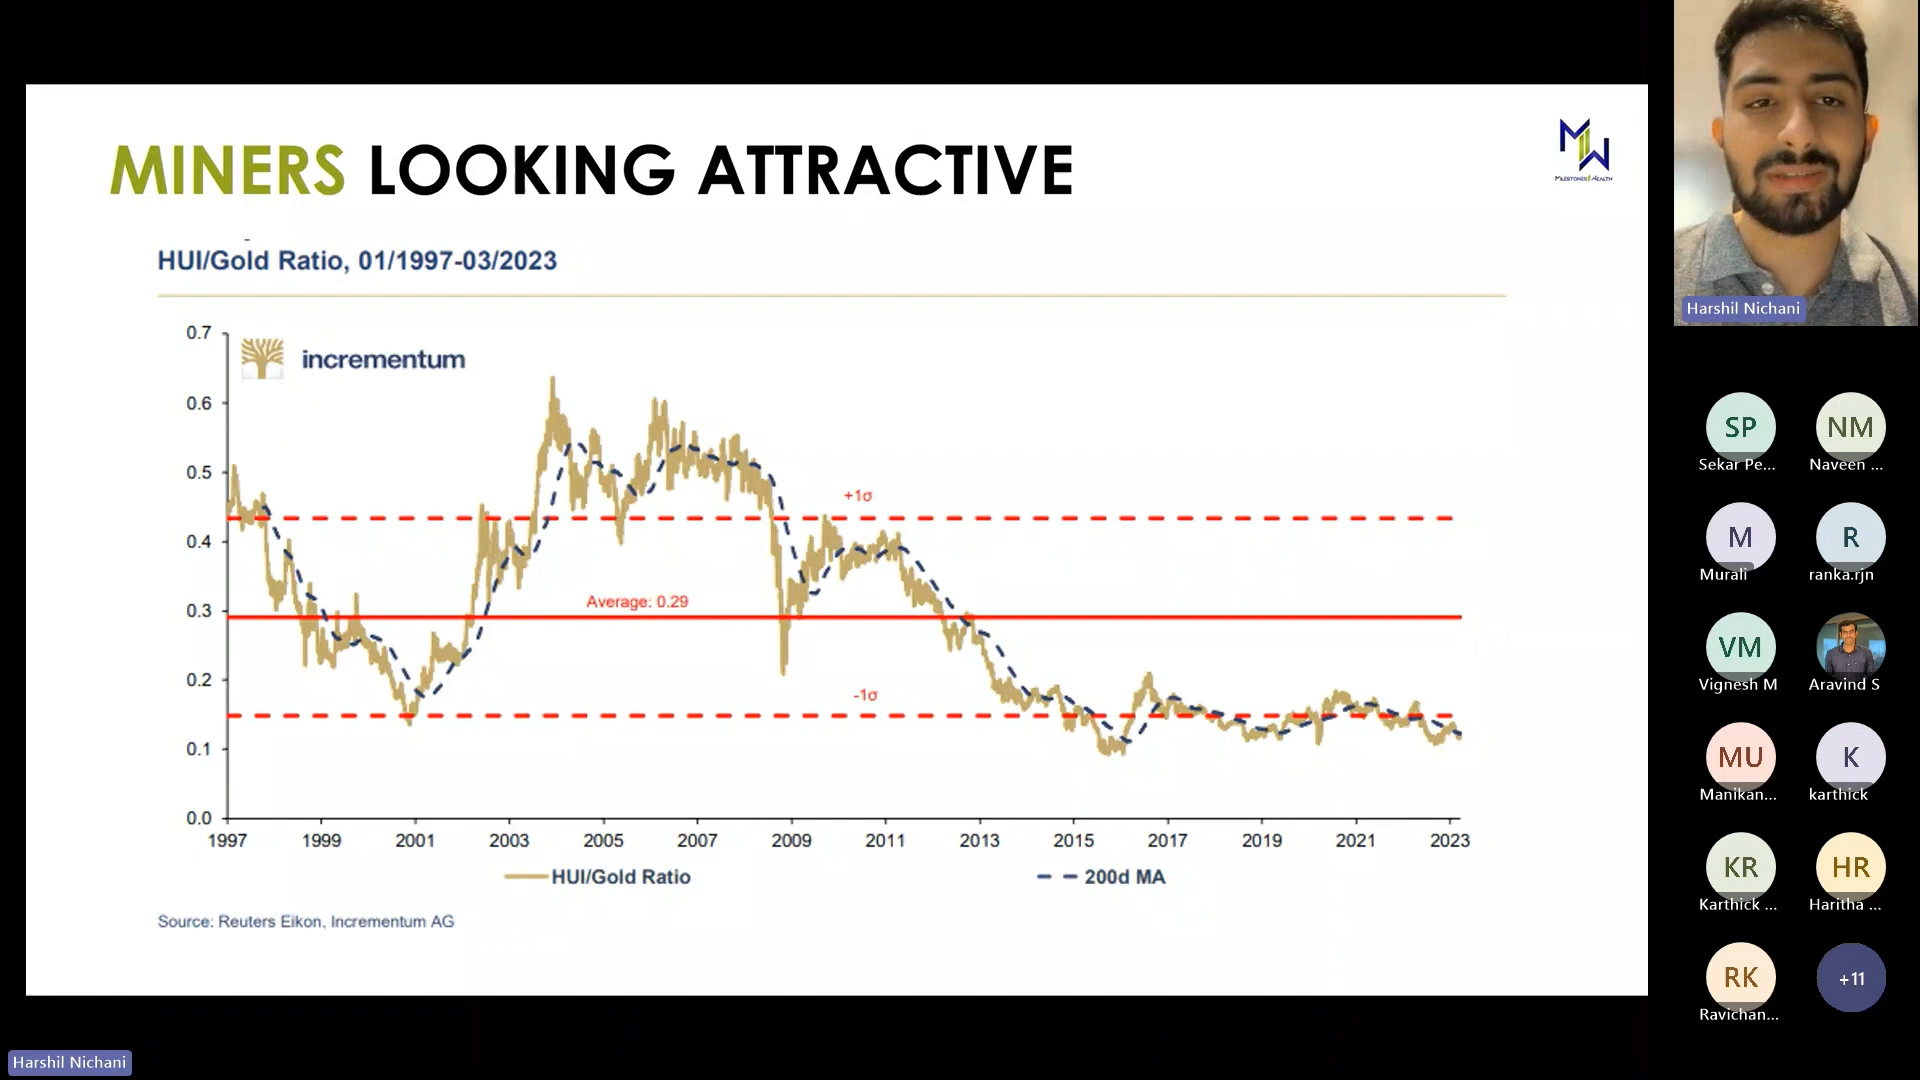 MINERS LOOKING ATTRACTIVE
MW
MILESTONES WEALTH
HUI/Gold Ratio, 01/1997-03/2023
incrementum
0.7
0.6
0.5
0.4
0.3
0.2
0.1
0.0
+1σ
Average: 0.29
-1σ
1997 1999 2001 2003 2005 2007 2009 2011 2013 2015 2017 2019 2021 2023
HUI/Gold Ratio 200d MA
Source: Reuters Eikon, Incrementum AG
Harshil Nichani
Harshil Nichani
SP NM
Sekar Pe... Naveen ...
M R
Murali ranka.rjn
VM
Vignesh M Aravind S
MU K
Manikan... karthick
KR HR
Karthick ... Haritha ...
RK +11
Ravichan...